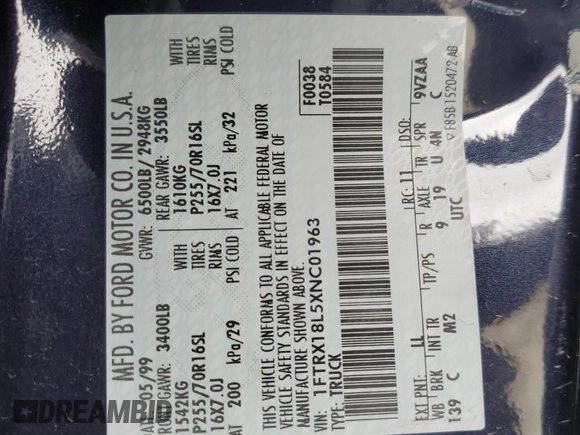 MFD. BY FORD MOTOR CO. IN U.S.A.
05/99 GVWR: 6500LB/2948KG
3400LB REAR GAWR: 3550LB
1542KG WITH 1610KG WITH
P255/70R16SL TIRES P255/70R16SL TIRES
16X7.0J RIMS 16X7.0J RIMS
AT 200 kPa/29 PSI COLD AT 221 kPa/32 PSI COLD
THIS VEHICLE CONFORMS TO ALL APPLICABLE FEDERAL MOTOR
VEHICLE SAFETY STANDARDS IN EFFECT ON THE DATE OF
MANUFACTURE SHOWN ABOVE.
VIN: 1FTRX18L5XNC01963
TYPE: TRUCK
F0038
T0584
EXT PNT: LL RC: 11 DSO:
WB BRK INT TR TP/PS R AXLE TR SPR
139 C M2 9 19 U 4N C 9VZAA
UTC
F85B 1520472 AB
DREAMBID